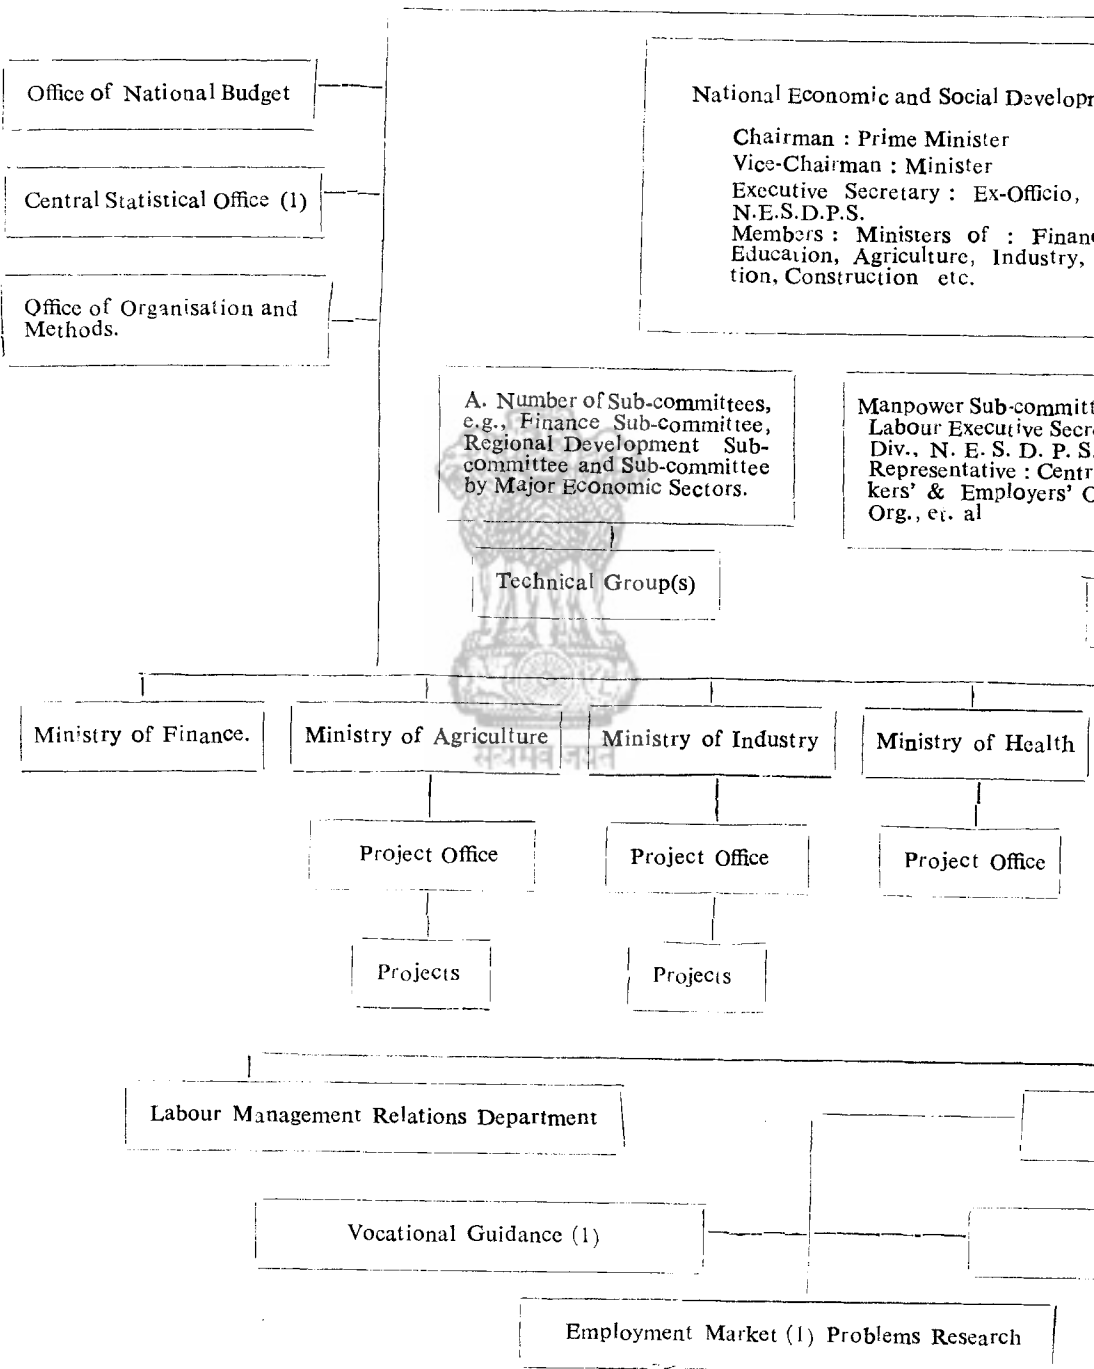 Office of National Budget
Central Statistical Office (1)
Office of Organisation and
Methods.
National Economic and Social Developm
Chairman : Prime Minister
Vice-Chairman : Minister
Executive Secretary : Ex-Officio,
N.E.S.D.P.S.
Members : Ministers of : Financ
Education, Agriculture, Industry,
tion, Construction etc.
A. Number of Sub-committees,
e.g., Finance Sub-committee,
Regional Development Sub-
committee and Sub-committee
by Major Economic Sectors.
Manpower Sub-committ
Labour Executive Secr
Div., N. E. S. D. P. S.
Representative : Centr
kers' & Employers' O
Org., et. al
Technical Group(s)
Ministry of Finance.
Ministry of Agriculture
Ministry of Industry
Ministry of Health
सत्यमेव जयते
Project Office
Project Office
Project Office
Projects
Projects
Labour Management Relations Department
Vocational Guidance (1)
Employment Market (1) Problems Research